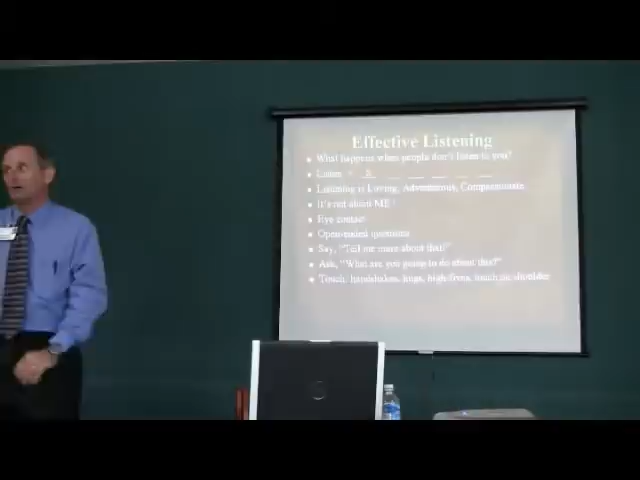 Effective Listening
• What happens when people don't listen to you?
• Listen = S _ _ _ _ _
• Listening is Loving, Adventurous, Compassionate
• It's not about ME
• Eye contact
• Open-ended questions
• Say, "Tell me more about that!"
• Ask, "What are you going to do about this?"
• Touch, handshakes, hugs, high fives, touch on shoulder